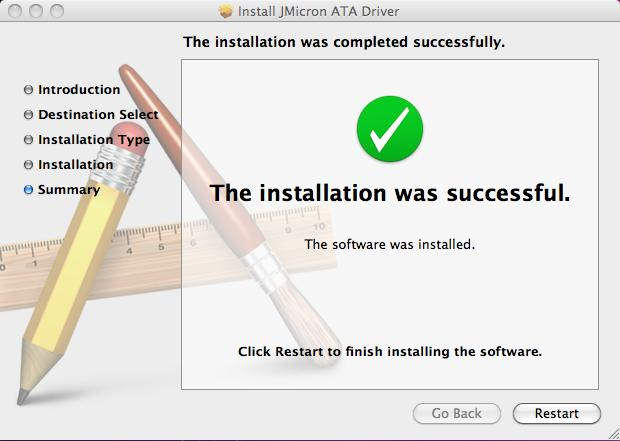 Install JMicron ATA Driver
The installation was completed successfully.
Introduction
Destination Select
Installation Type
Installation
Summary
The installation was successful.
The software was installed.
Click Restart to finish installing the software.
Go Back
Restart